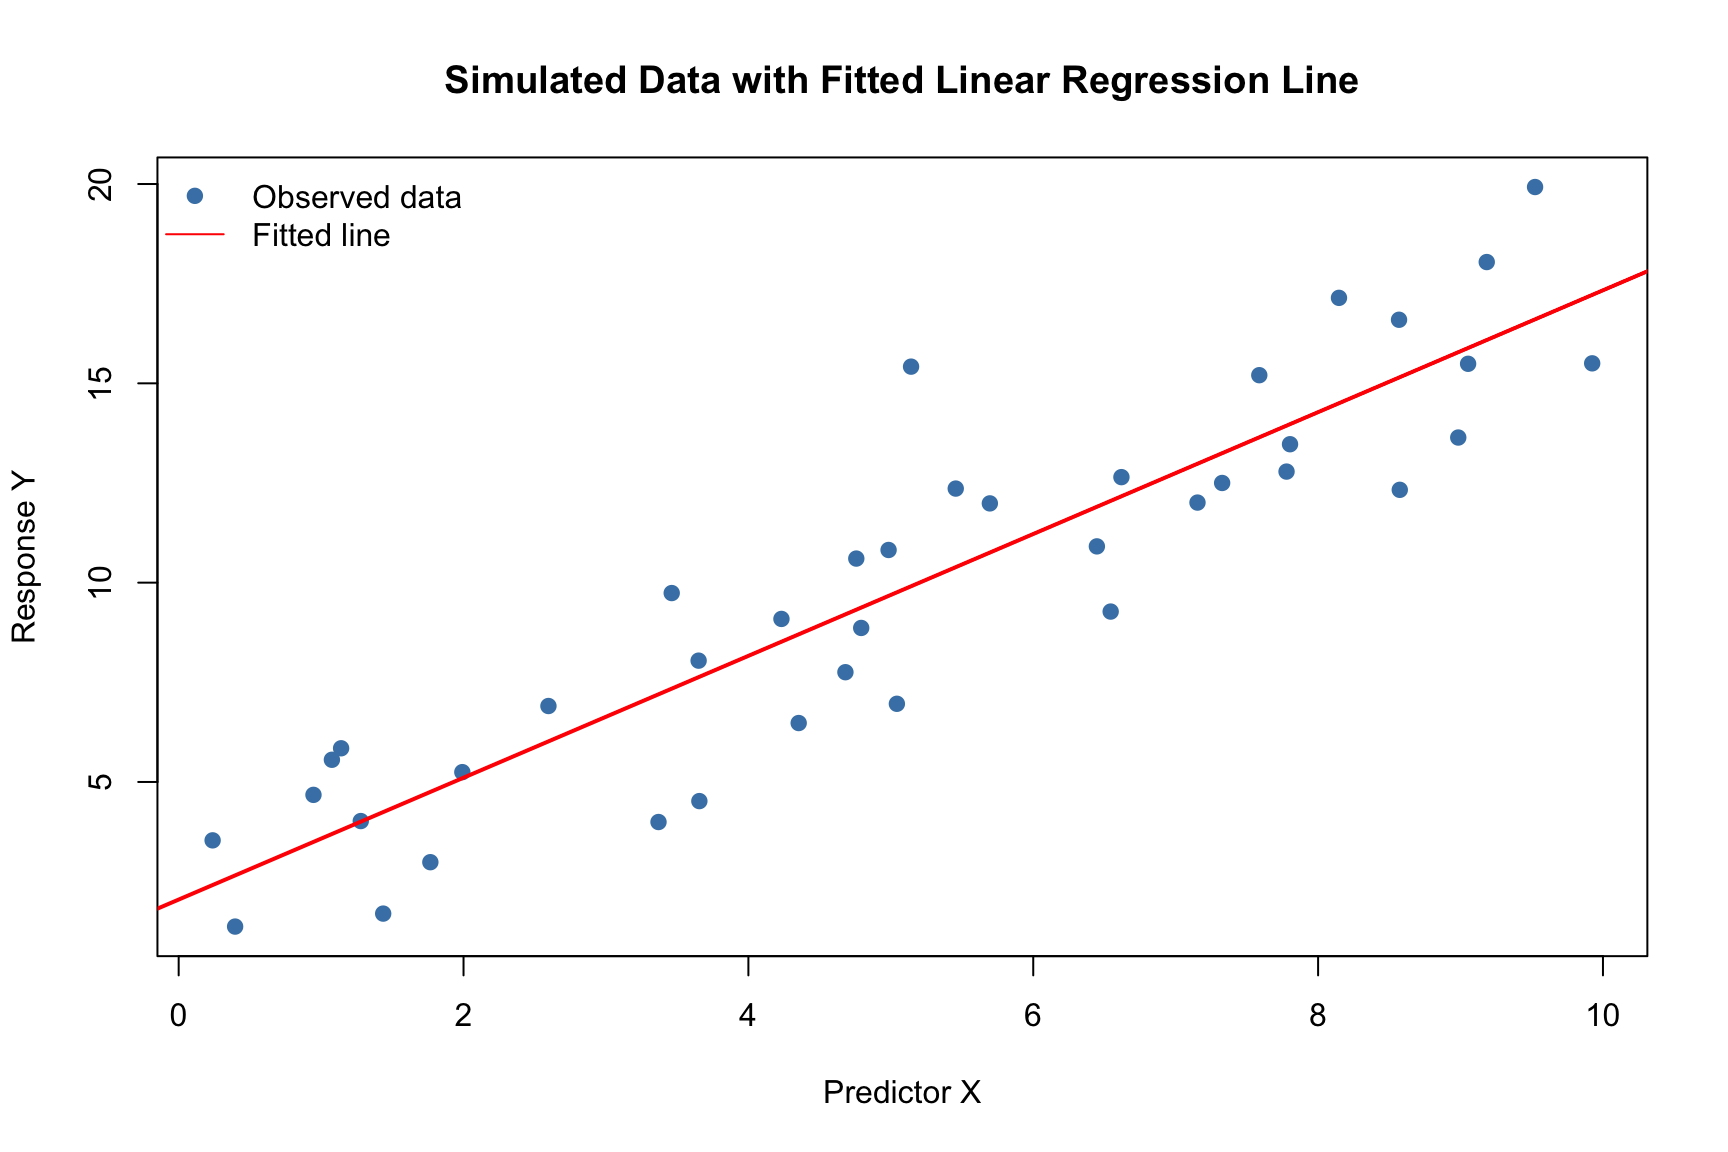 Simulated Data with Fitted Linear Regression Line
Observed data
Fitted line
20
15
10
5
Response Y
0 2 4 6 8 10
Predictor X